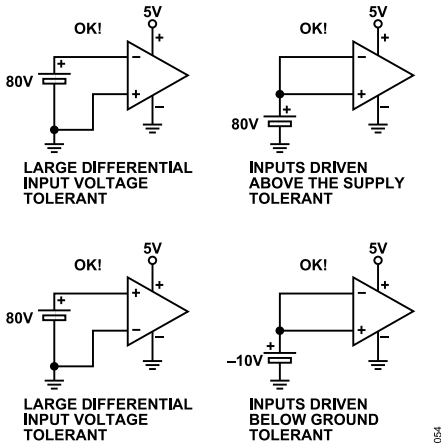 5V
OK!
+
+
−
80V
+
−
LARGE DIFFERENTIAL
INPUT VOLTAGE
TOLERANT
5V
OK!
+
−
+
+
80V
−
INPUTS DRIVEN
ABOVE THE SUPPLY
TOLERANT
5V
OK!
+
+
+
80V
−
−
LARGE DIFFERENTIAL
INPUT VOLTAGE
TOLERANT
5V
OK!
+
−
+
+
–10V
−
INPUTS DRIVEN
BELOW GROUND
TOLERANT
054